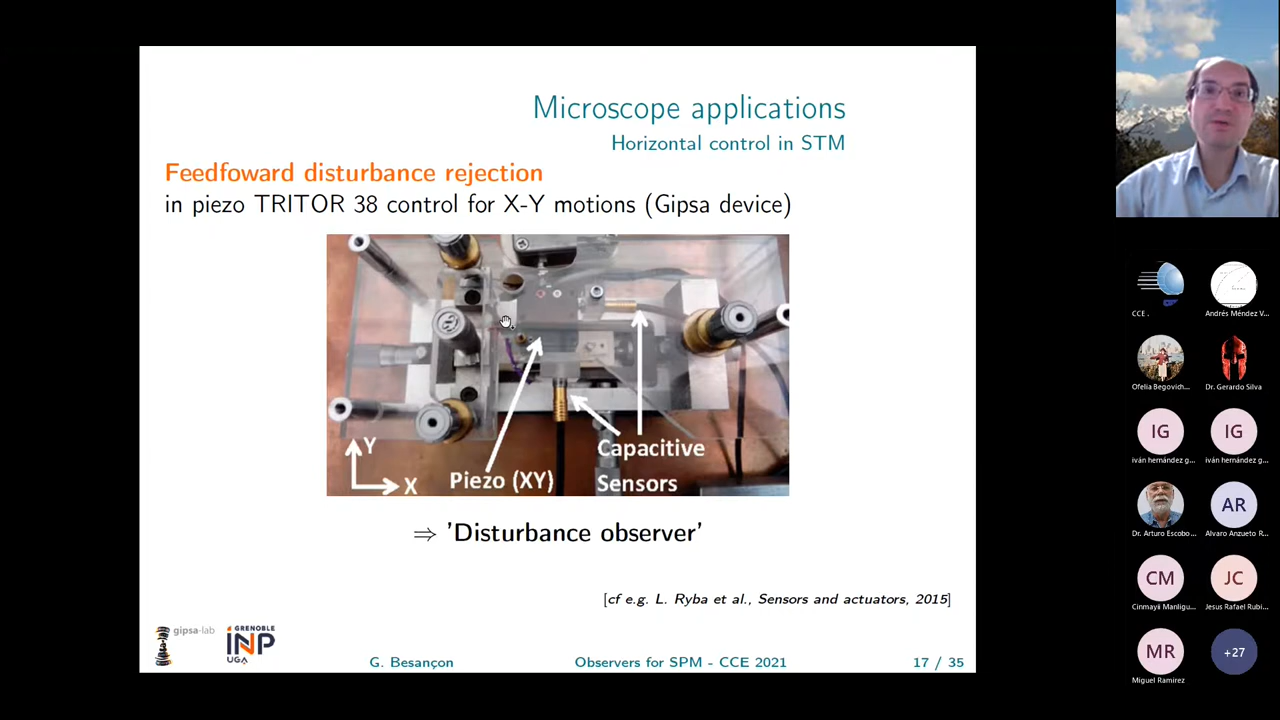 Microscope applications
Horizontal control in STM
Feedfoward disturbance rejection
in piezo TRITOR 38 control for X-Y motions (Gipsa device)
Y
X
Piezo (XY)
Capacitive
Sensors
⇒ 'Disturbance observer'
[cf e.g. L. Ryba et al., Sensors and actuators, 2015]
gipsa-lab
GRENOBLE
INP
UGA
G. Besançon
Observers for SPM - CCE 2021
17 / 35
CCE .
Andrés Méndez V...
Ofelia Begovich...
Dr. Gerardo Silva
IG
IG
iván hernández g...
iván hernández g...
AR
Dr. Arturo Escobo...
Alvaro Anzueto R...
CM
JC
Cinmayii Manligu...
Jesus Rafael Rubi...
MR
+27
Miguel Ramirez